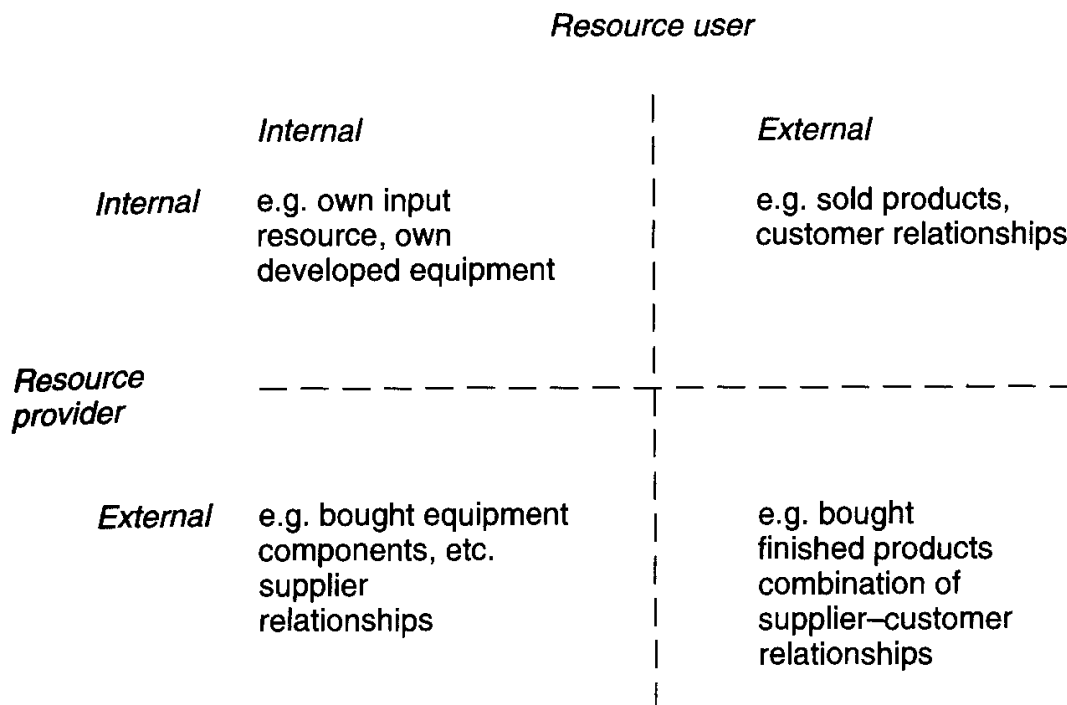 Resource user
Internal
External
Internal
e.g. own input
resource, own
developed equipment
e.g. sold products,
customer relationships
Resource
provider
External
e.g. bought equipment
components, etc.
supplier
relationships
e.g. bought
finished products
combination of
supplier–customer
relationships